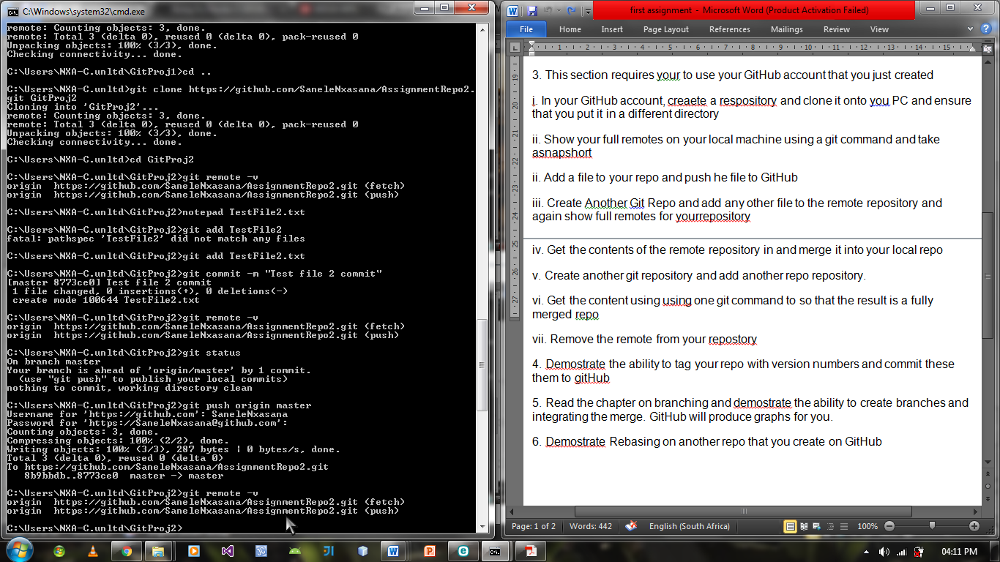 C:\Windows\system32\cmd.exe
remote: Counting objects: 3, done.
remote: Total 3 (delta 0), reused 0 (delta 0), pack-reused 0
Unpacking objects: 100% (3/3), done.
Checking connectivity... done.
C:\Users\NXA-C.unltd\GitProj1>cd ..
C:\Users\NXA-C.unltd>git clone https://github.com/SaneleNxasana/AssignmentRepo2.
git GitProj2
Cloning into 'GitProj2'...
remote: Counting objects: 3, done.
remote: Total 3 (delta 0), reused 0 (delta 0), pack-reused 0
Unpacking objects: 100% (3/3), done.
Checking connectivity... done.
C:\Users\NXA-C.unltd>cd GitProj2
C:\Users\NXA-C.unltd\GitProj2>git remote -v
origin  https://github.com/SaneleNxasana/AssignmentRepo2.git (fetch)
origin  https://github.com/SaneleNxasana/AssignmentRepo2.git (push)
C:\Users\NXA-C.unltd\GitProj2>notepad TestFile2.txt
C:\Users\NXA-C.unltd\GitProj2>git add TestFile2
fatal: pathspec 'TestFile2' did not match any files
C:\Users\NXA-C.unltd\GitProj2>git add TestFile2.txt
C:\Users\NXA-C.unltd\GitProj2>git commit -m "Test file 2 commit"
[master 8773ce0] Test file 2 commit
1 file changed, 0 insertions(+), 0 deletions(-)
create mode 100644 TestFile2.txt
C:\Users\NXA-C.unltd\GitProj2>git remote -v
origin  https://github.com/SaneleNxasana/AssignmentRepo2.git (fetch)
origin  https://github.com/SaneleNxasana/AssignmentRepo2.git (push)
C:\Users\NXA-C.unltd\GitProj2>git status
On branch master
Your branch is ahead of 'origin/master' by 1 commit.
(use "git push" to publish your local commits)
nothing to commit, working directory clean
C:\Users\NXA-C.unltd\GitProj2>git push origin master
Username for 'https://github.com': SaneleNxasana
Password for 'https://SaneleNxasana@github.com':
Counting objects: 3, done.
Compressing objects: 100% (2/2), done.
Writing objects: 100% (3/3), 287 bytes | 0 bytes/s, done.
Total 3 (delta 0), reused 0 (delta 0)
To https://github.com/SaneleNxasana/AssignmentRepo2.git
8b9bbdb..8773ce0  master -> master
C:\Users\NXA-C.unltd\GitProj2>git remote -v
origin  https://github.com/SaneleNxasana/AssignmentRepo2.git (fetch)
origin  https://github.com/SaneleNxasana/AssignmentRepo2.git (push)
C:\Users\NXA-C.unltd\GitProj2>
first assignment - Microsoft Word (Product Activation Failed)
File Home Insert Page Layout References Mailings Review View
1 2 3 4 5 6 7 8 9 10 11 12 13 14 15
19 20 21 22 23 24 25 26 27
3. This section requires your to use your GitHub account that you just created
i. In your GitHub account, creaete a respository and clone it onto you PC and ensure
that you put it in a different directory
ii. Show your full remotes on your local machine using a git command and take
asnapshort
ii. Add a file to your repo and push he file to GitHub
iii. Create Another Git Repo and add any other file to the remote repository and
again show full remotes for yourrepository
iv. Get the contents of the remote repository in and merge it into your local repo
v. Create another git repository and add another repo repository.
vi. Get the content using using one git command to so that the result is a fully
merged repo
vii. Remove the remote from your repostory
4. Demostrate the ability to tag your repo with version numbers and commit these
them to gitHub
5. Read the chapter on branching and demostrate the ability to create branches and
integrating the merge. GitHub will produce graphs for you.
6. Demostrate Rebasing on another repo that you create on GitHub
Page: 1 of 2 Words: 442 English (South Africa) 100%
04:11 PM